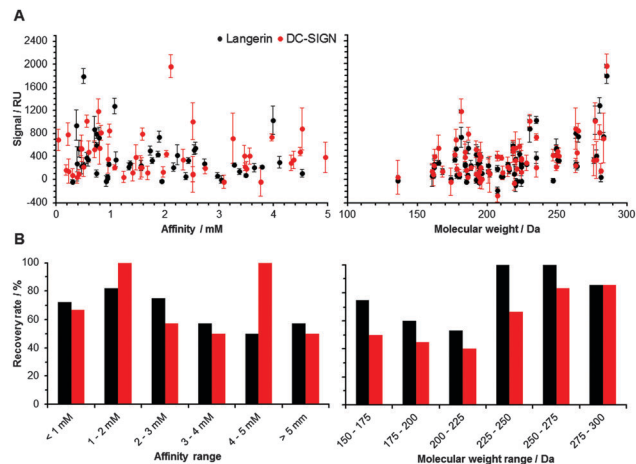 A
Langerin DC-SIGN
Signal / RU
2400
2000
1600
1200
800
400
0
-400
0 1 2 3 4 5
Affinity / mM
100 150 200 250 300
Molecular weight / Da
B
Recovery rate / %
100
80
60
40
20
0
< 1 mM
1 - 2 mM
2 - 3 mM
3 - 4 mM
4 - 5 mM
> 5 mm
Affinity range
150 - 175
175 - 200
200 - 225
225 - 250
250 - 275
275 - 300
Molecular weight range / Da